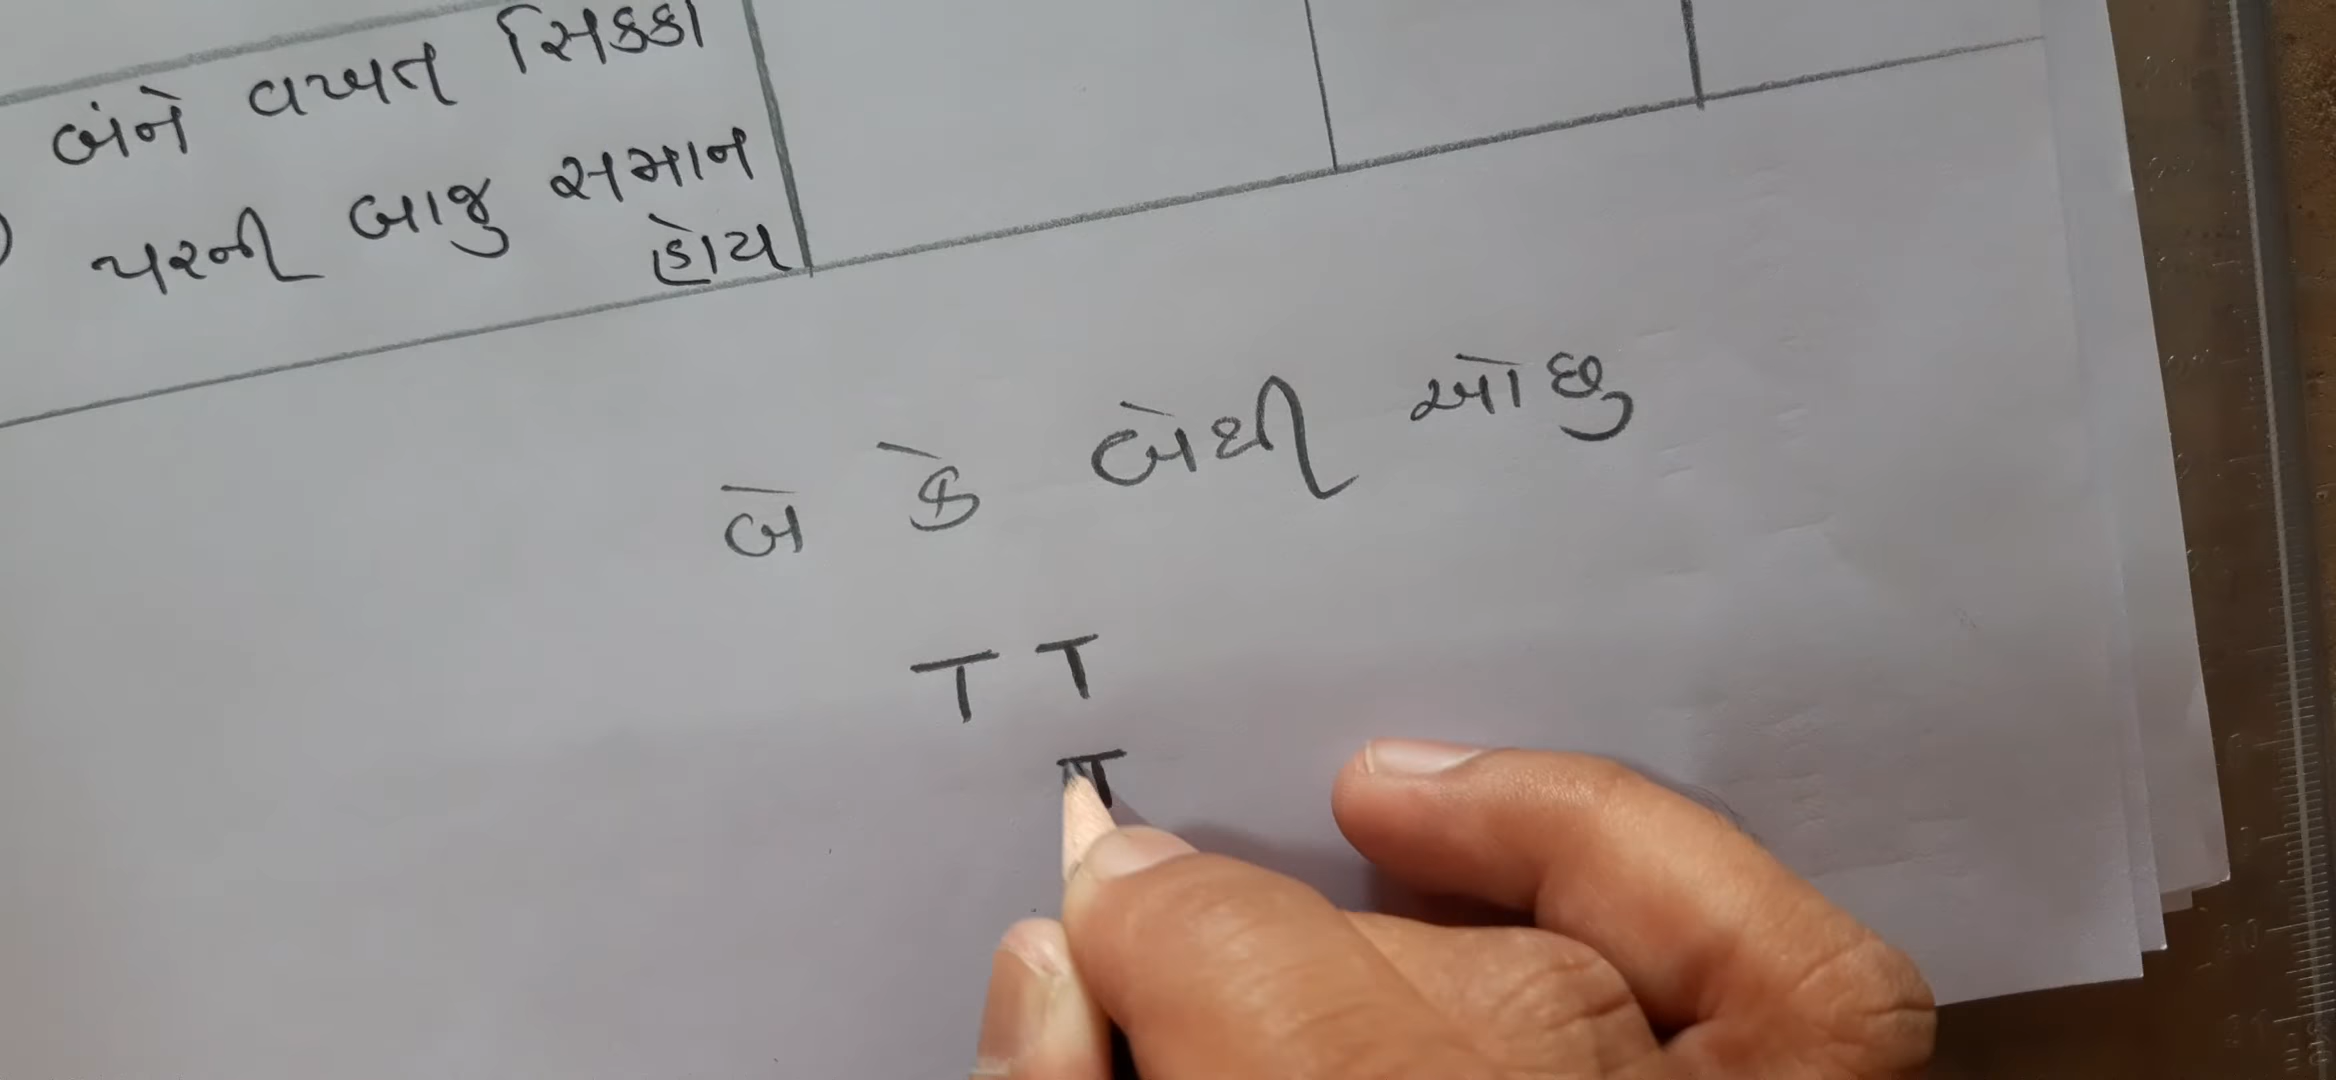 બંને વખત સિક્કા
પરની બાજુ સમાન
હોય
બે કે બેથી ઓછુ
T T
T